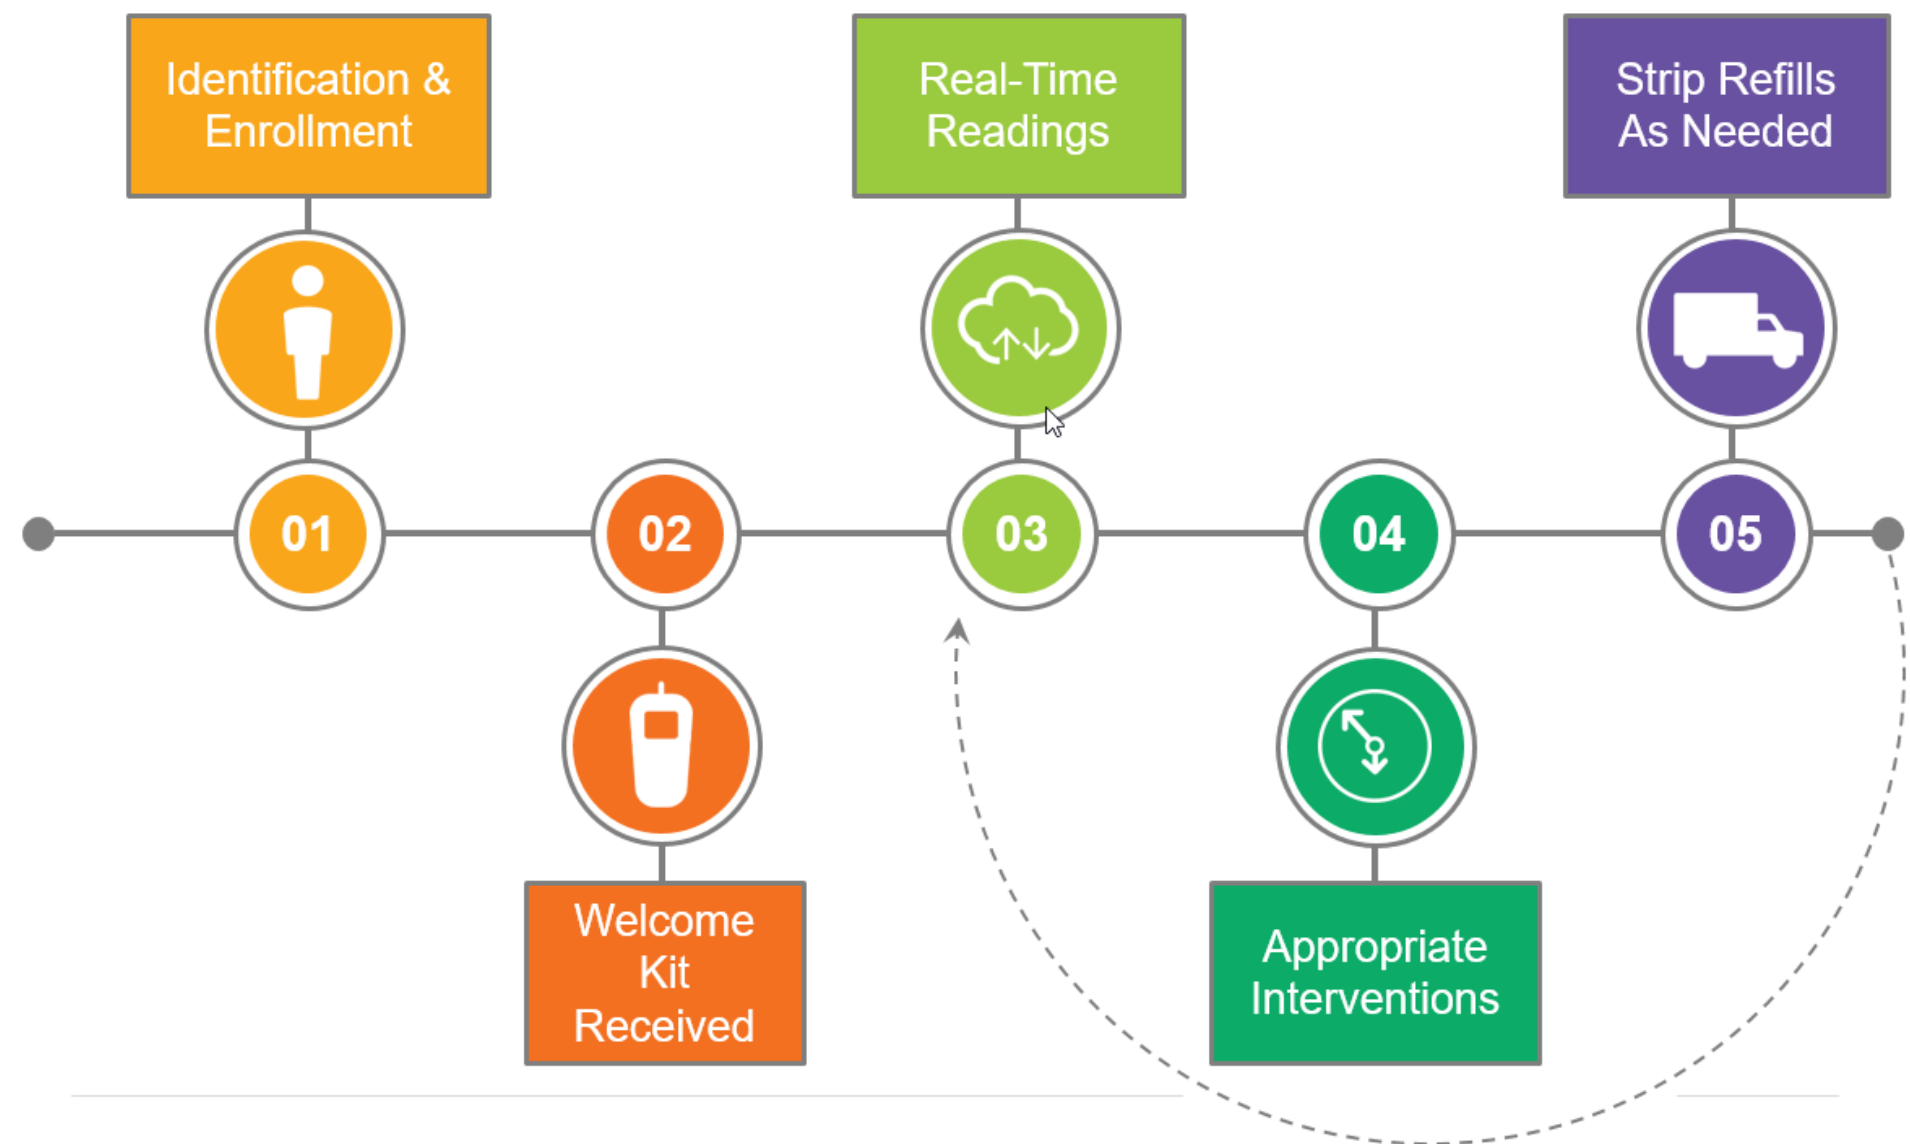 Identification &
Enrollment
Real-Time
Readings
Strip Refills
As Needed
01
02
03
04
05
Welcome
Kit
Received
Appropriate
Interventions